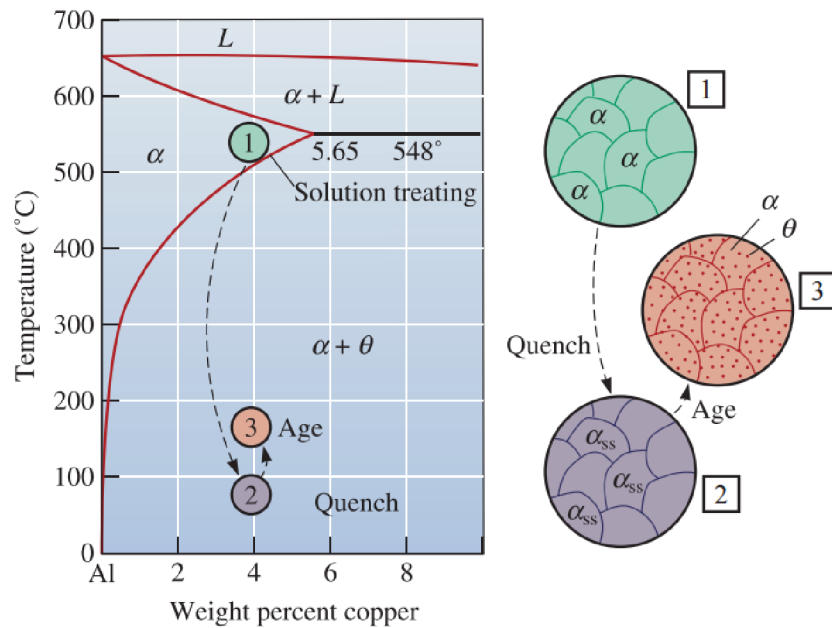 700
600
500
400
300
200
100
0
Temperature (°C)
L
α + L
α
1
5.65 548°
Solution treating
α + θ
3 Age
2 Quench
Al 2 4 6 8
Weight percent copper
1
α
α
α
Quench
α
θ
3
Age
αss
αss
αss
2